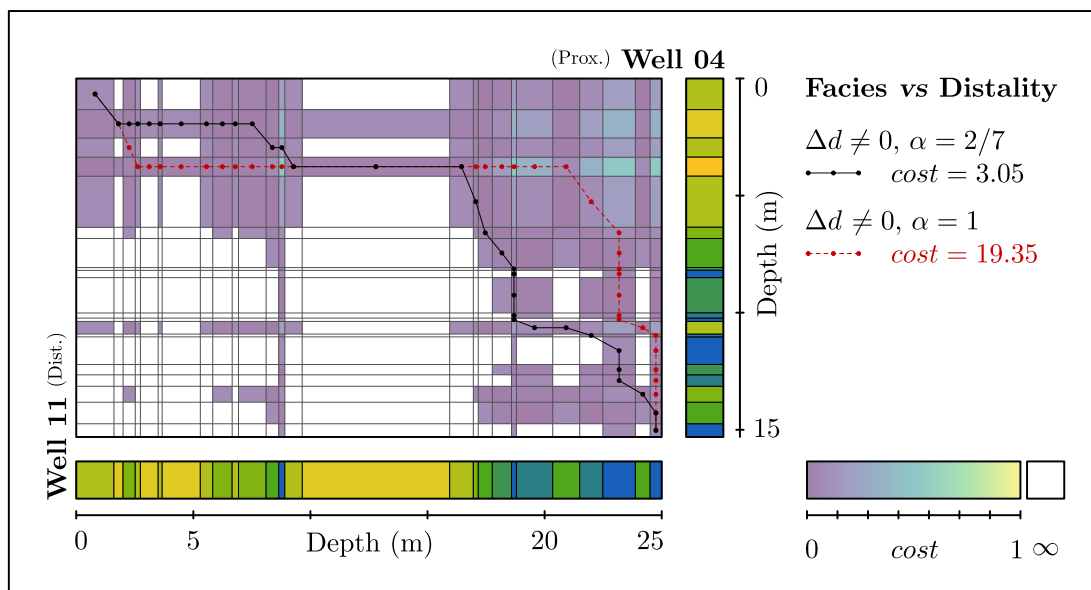 (Prox.) Well 04
0
Depth (m)
15
Well 11 (Dist.)
0
5
Depth (m)
20
25
Facies vs Distality
Δd ≠ 0, α = 2/7
cost = 3.05
Δd ≠ 0, α = 1
cost = 19.35
0
cost
1
∞